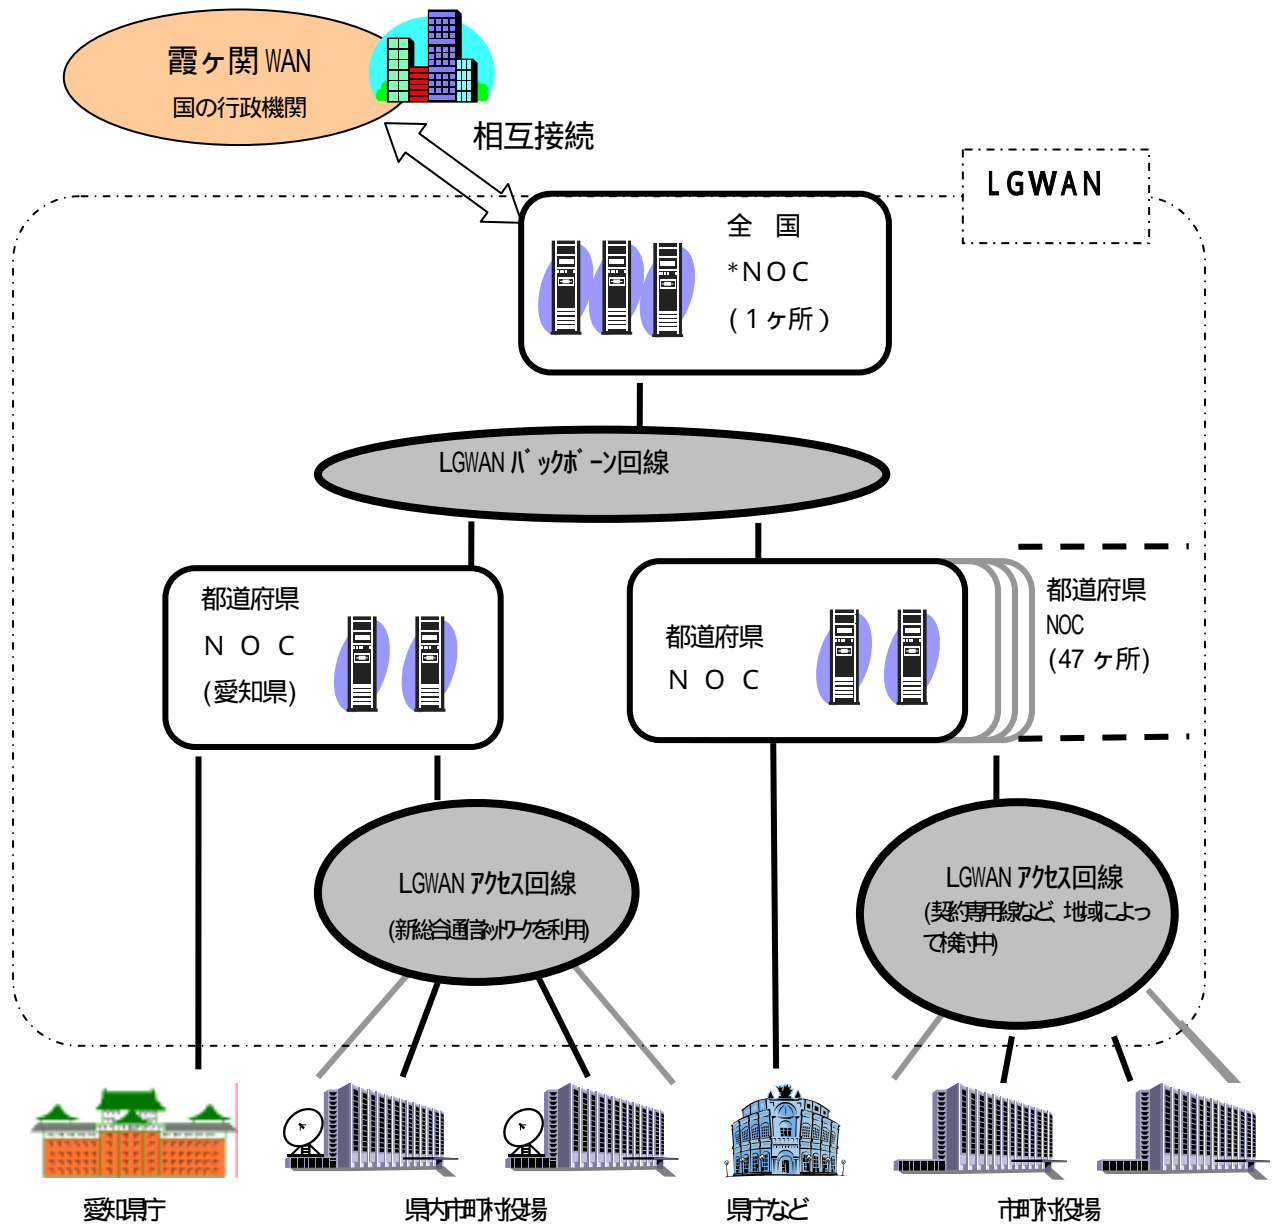 霞ヶ関 WAN
国の行政機関
相互接続
LGWAN
全 国
*NOC
(1ヶ所)
LGWAN バックボーン回線
都道府県
NOC
(愛知県)
都道府県
NOC
都道府県
NOC
(47 ヶ所)
LGWAN アクセス回線
(新総合通信ネットワークを利用)
LGWAN アクセス回線
(契約専用線など、地域によっ
て検討中)
愛知県庁
県内市町村役場
県庁など
市町村役場